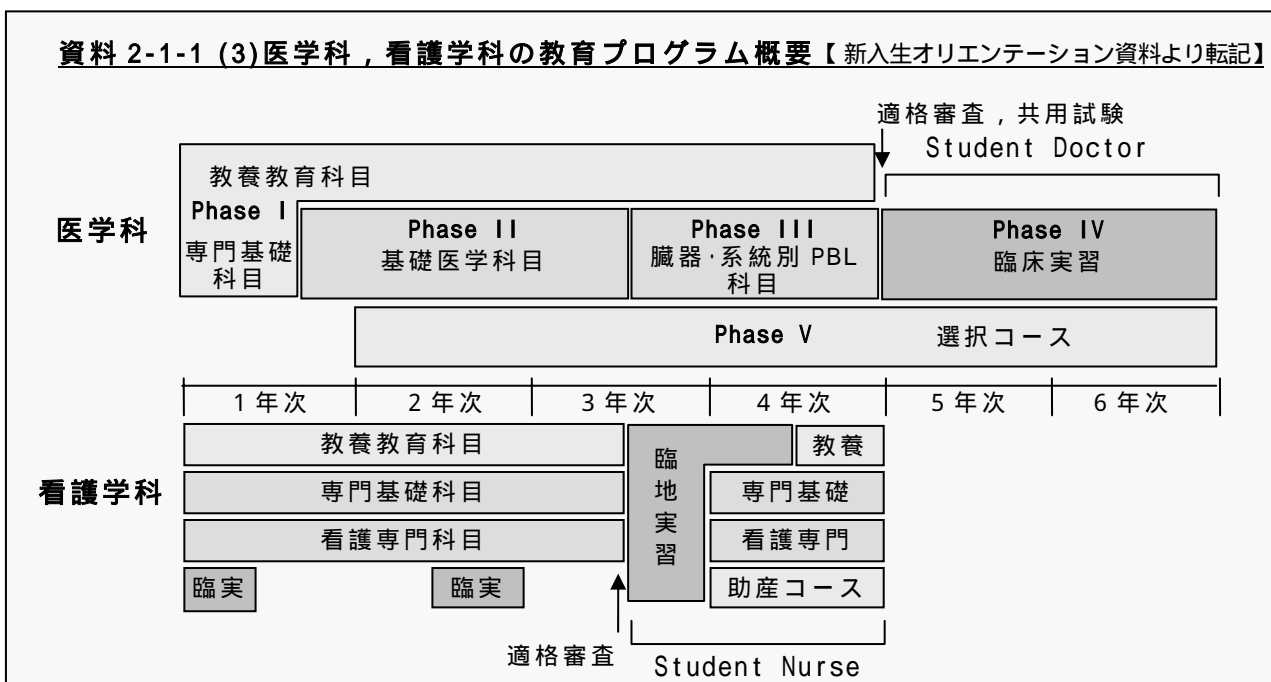 資料 2-1-1 (3)医学科，看護学科の教育プログラム概要【 新入生オリエンテーション資料より転記】
適格審査，共用試験
Student Doctor
教養教育科目
医学科
Phase I
専門基礎
科目
Phase II
基礎医学科目
Phase III
臓器・系統別 PBL
科目
Phase IV
臨床実習
Phase V 選択コース
1 年次 2 年次 3 年次 4 年次 5 年次 6 年次
看護学科
教養教育科目
専門基礎科目
看護専門科目
臨実 臨実
臨
地
実
習
教養
専門基礎
看護専門
助産コース
適格審査
Student Nurse